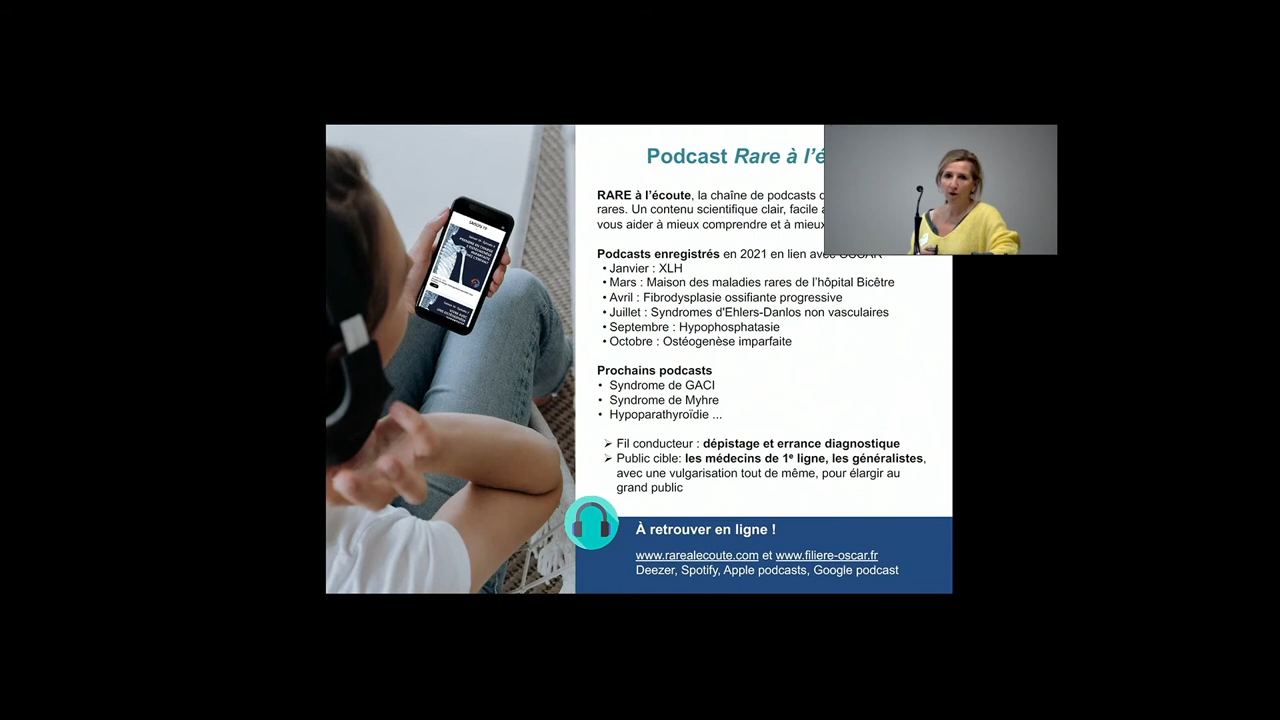 Podcast Rare à l'é
RARE à l'écoute, la chaîne de podcasts
rares. Un contenu scientifique clair, facile
vous aider à mieux comprendre et à mieux
Podcasts enregistrés en 2021 en lien avec OSCAR
• Janvier : XLH
• Mars : Maison des maladies rares de l'hôpital Bicêtre
• Avril : Fibrodysplasie ossifiante progressive
• Juillet : Syndromes d'Ehlers-Danlos non vasculaires
• Septembre : Hypophosphatasie
• Octobre : Ostéogenèse imparfaite
Prochains podcasts
• Syndrome de GACI
• Syndrome de Myhre
• Hypoparathyroïdie ...
➢ Fil conducteur : dépistage et errance diagnostique
➢ Public cible: les médecins de 1e ligne, les généralistes,
avec une vulgarisation tout de même, pour élargir au
grand public
À retrouver en ligne !
www.rarealecoute.com et www.filiere-oscar.fr
Deezer, Spotify, Apple podcasts, Google podcast